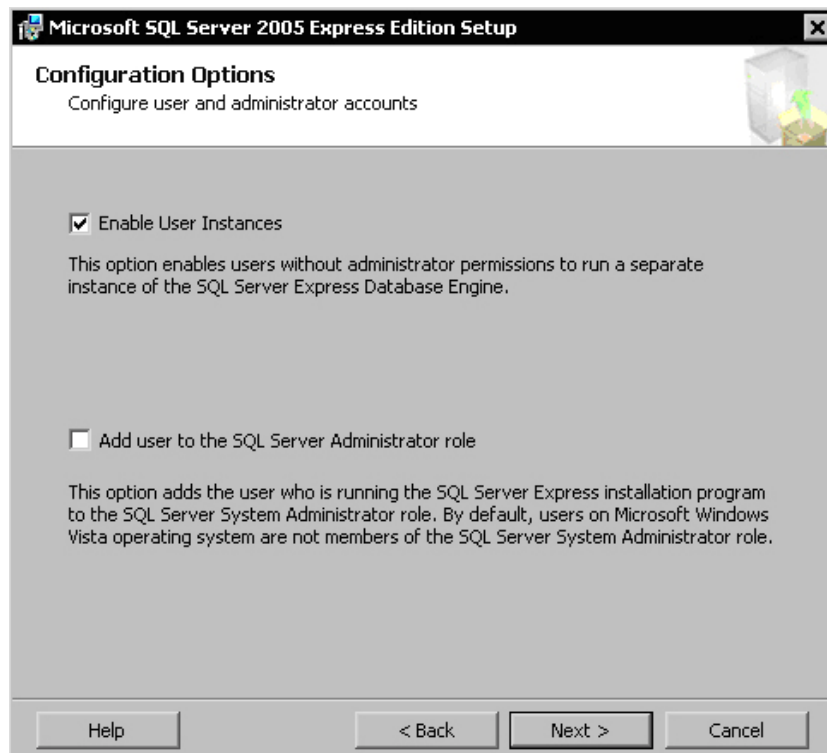 Microsoft SQL Server 2005 Express Edition Setup
Configuration Options
Configure user and administrator accounts
Enable User Instances
This option enables users without administrator permissions to run a separate
instance of the SQL Server Express Database Engine.
Add user to the SQL Server Administrator role
This option adds the user who is running the SQL Server Express installation program
to the SQL Server System Administrator role. By default, users on Microsoft Windows
Vista operating system are not members of the SQL Server System Administrator role.
Help
< Back
Next >
Cancel